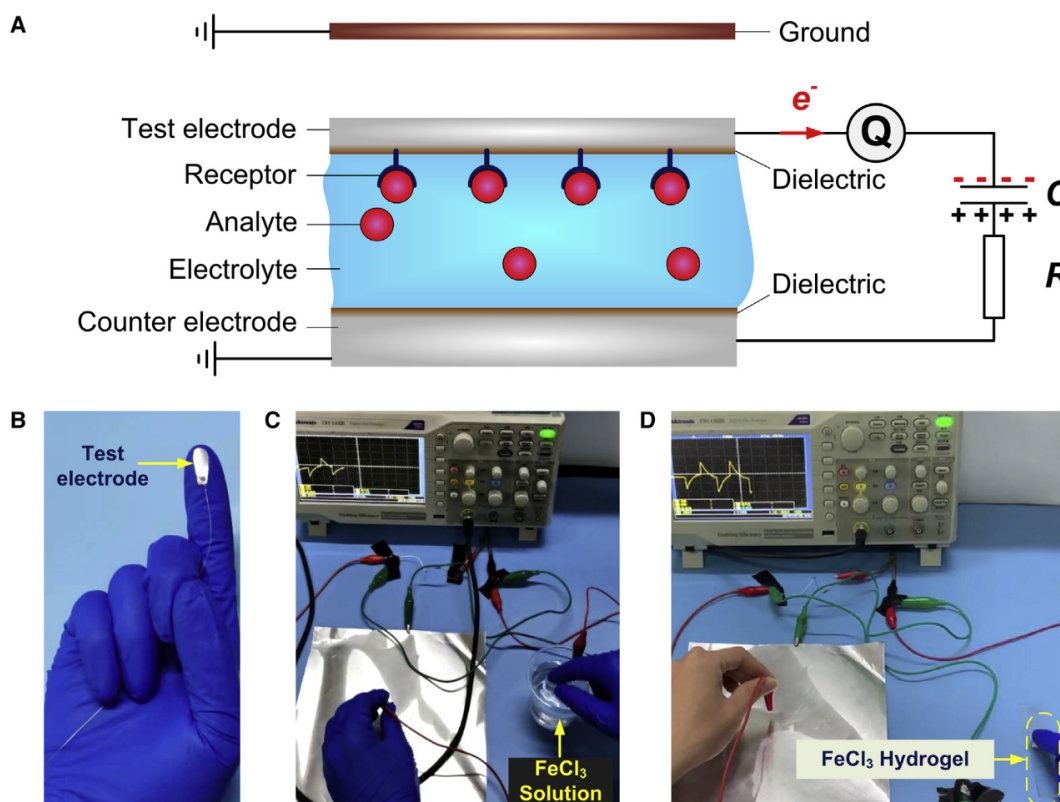 A
Ground
Test electrode
e-
Q
Receptor
Dielectric
- - - -
C
+ + + +
Analyte
Electrolyte
Dielectric
R
Counter electrode
B
C
D
Test
electrode
FeCl₃ Hydrogel
FeCl₃
Solution